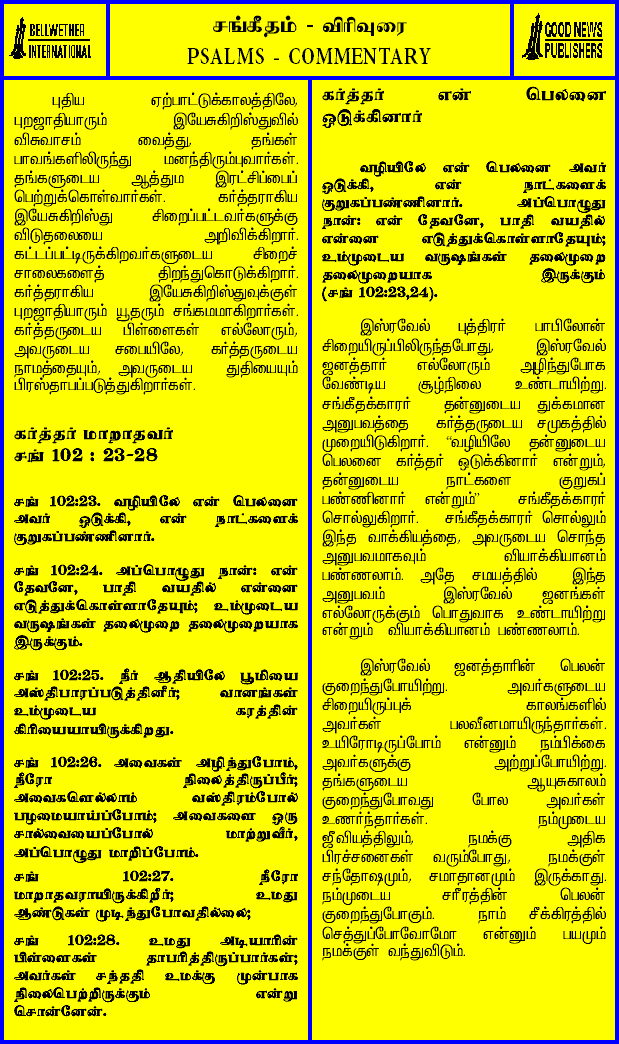 BELLWETHER
INTERNATIONAL
சங்கீதம் - விரிவுரை
PSALMS - COMMENTARY
GOOD NEWS
PUBLISHERS
புதிய ஏற்பாட்டுக்காலத்திலே,
புறஜாதியாரும் இயேசுகிறிஸ்துவில்
விசுவாசம் வைத்து, தங்கள்
பாவங்களிலிருந்து மனந்திரும்புவார்கள்.
தங்களுடைய ஆத்தும இரட்சிப்பைப்
பெற்றுக்கொள்வார்கள். கர்த்தராகிய
இயேசுகிறிஸ்து சிறைப்பட்டவர்களுக்கு
விடுதலையை அறிவிக்கிறார்.
கட்டப்பட்டிருக்கிறவர்களுடைய சிறைச்
சாலைகளைத் திறந்துகொடுக்கிறார்.
கர்த்தராகிய இயேசுகிறிஸ்துவுக்குள்
புறஜாதியாரும் யூதரும் சங்கமமாகிறார்கள்.
கர்த்தருடைய பிள்ளைகள் எல்லோரும்,
அவருடைய சபையிலே, கர்த்தருடைய
நாமத்தையும், அவருடைய துதியையும்
பிரஸ்தாபப்படுத்துகிறார்கள்.
கர்த்தர் மாறாதவர்
சங் 102 : 23-28
சங் 102:23. வழியிலே என் பெலனை
அவர் ஒடுக்கி, என் நாட்களைக்
குறுகப்பண்ணினார்.
சங் 102:24. அப்பொழுது நான்: என்
தேவனே, பாதி வயதில் என்னை
எடுத்துக்கொள்ளாதேயும்; உம்முடைய
வருஷங்கள் தலைமுறை தலைமுறையாக
இருக்கும்.
சங் 102:25. நீர் ஆதியிலே பூமியை
அஸ்திபாரப்படுத்தினீர்; வானங்கள்
உம்முடைய கரத்தின்
கிரியையாயிருக்கிறது.
சங் 102:26. அவைகள் அழிந்துபோம்,
நீரோ நிலைத்திருப்பீர்;
அவைகளெல்லாம் வஸ்திரம்போல்
பழமையாய்ப்போம்; அவைகளை ஒரு
சால்வையைப்போல் மாற்றுவீர்,
அப்பொழுது மாறிப்போம்.
சங் 102:27. நீரோ
மாறாதவராயிருக்கிறீர்; உமது
ஆண்டுகள் முடிந்துபோவதில்லை;
சங் 102:28. உமது அடியாரின்
பிள்ளைகள் தாபரித்திருப்பார்கள்;
அவர்கள் சந்ததி உமக்கு முன்பாக
நிலைபெற்றிருக்கும் என்று
சொன்னேன்.
கர்த்தர் என் பெலனை
ஒடுக்கினார்
வழியிலே என் பெலனை அவர்
ஒடுக்கி, என் நாட்களைக்
குறுகப்பண்ணினார். அப்பொழுது
நான்: என் தேவனே, பாதி வயதில்
என்னை எடுத்துக்கொள்ளாதேயும்;
உம்முடைய வருஷங்கள் தலைமுறை
தலைமுறையாக இருக்கும்
(சங் 102:23,24).
இஸ்ரவேல் புத்திரர் பாபிலோன்
சிறையிருப்பிலிருந்தபோது, இஸ்ரவேல்
ஜனத்தார் எல்லோரும் அழிந்துபோக
வேண்டிய சூழ்நிலை உண்டாயிற்று.
சங்கீதக்காரர் தன்னுடைய துக்கமான
அனுபவத்தை கர்த்தருடைய சமுகத்தில்
முறையிடுகிறார். “வழியிலே தன்னுடைய
பெலனை கர்த்தர் ஒடுக்கினார் என்றும்,
தன்னுடைய நாட்களை குறுகப்
பண்ணினார் என்றும்” சங்கீதக்காரர்
சொல்லுகிறார். சங்கீதக்காரர் சொல்லும்
இந்த வாக்கியத்தை, அவருடைய சொந்த
அனுபவமாகவும் வியாக்கியானம்
பண்ணலாம். அதே சமயத்தில் இந்த
அனுபவம் இஸ்ரவேல் ஜனங்கள்
எல்லோருக்கும் பொதுவாக உண்டாயிற்று
என்றும் வியாக்கியானம் பண்ணலாம்.
இஸ்ரவேல் ஜனத்தாரின் பெலன்
குறைந்துபோயிற்று. அவர்களுடைய
சிறையிருப்புக் காலங்களில்
அவர்கள் பலவீனமாயிருந்தார்கள்.
உயிரோடிருப்போம் என்னும் நம்பிக்கை
அவர்களுக்கு அற்றுப்போயிற்று.
தங்களுடைய ஆயுசுகாலம்
குறைந்துபோவது போல அவர்கள்
உணர்ந்தார்கள். நம்முடைய
ஜீவியத்திலும், நமக்கு அதிக
பிரச்சனைகள் வரும்போது, நமக்குள்
சந்தோஷமும், சமாதானமும் இருக்காது.
நம்முடைய சரீரத்தின் பெலன்
குறைந்துபோகும். நாம் சீக்கிரத்தில்
செத்துப்போவோமோ என்னும் பயமும்
நமக்குள் வந்துவிடும்.